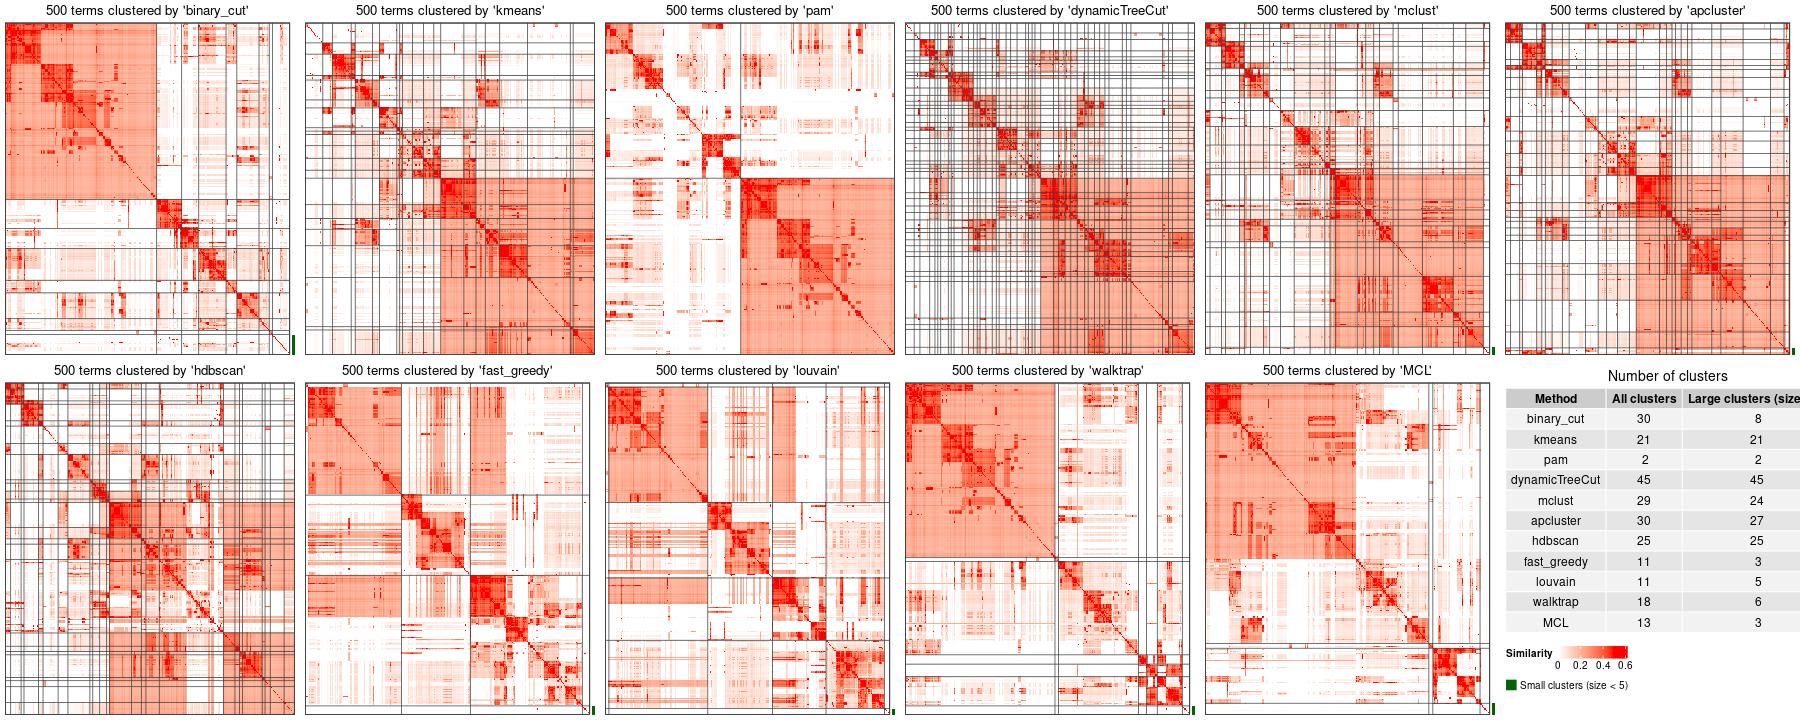 500 terms clustered by 'binary_cut'
500 terms clustered by 'kmeans'
500 terms clustered by 'pam'
500 terms clustered by 'dynamicTreeCut'
500 terms clustered by 'mclust'
500 terms clustered by 'apcluster'
500 terms clustered by 'hdbscan'
500 terms clustered by 'fast_greedy'
500 terms clustered by 'louvain'
500 terms clustered by 'walktrap'
500 terms clustered by 'MCL'
Number of clusters
Method All clusters Large clusters (size
binary_cut 30 8
kmeans 21 21
pam 2 2
dynamicTreeCut 45 45
mclust 29 24
apcluster 30 27
hdbscan 25 25
fast_greedy 11 3
louvain 11 5
walktrap 18 6
MCL 13 3
Similarity
0 0.2 0.4 0.6
Small clusters (size < 5)